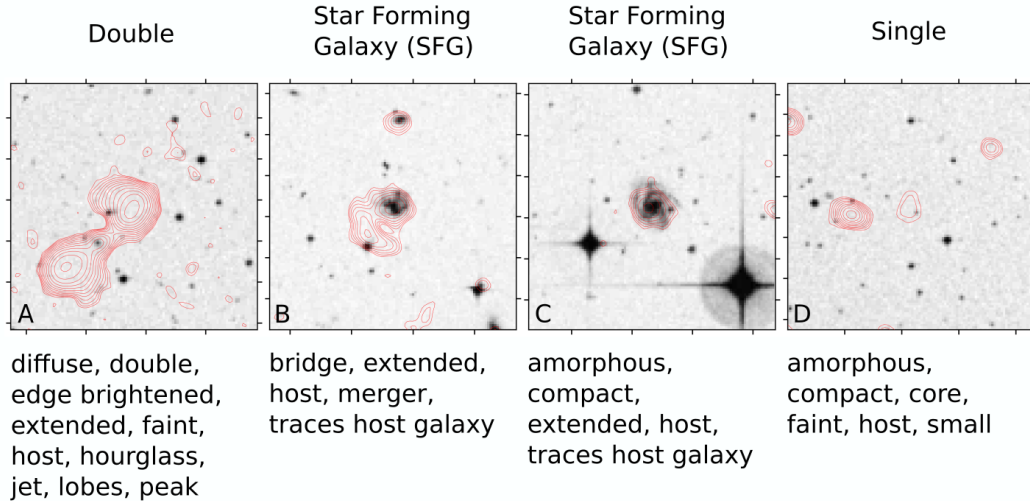 Double
Star Forming
Galaxy (SFG)
Star Forming
Galaxy (SFG)
Single
A
B
C
D
diffuse, double,
edge brightened,
extended, faint,
host, hourglass,
jet, lobes, peak
bridge, extended,
host, merger,
traces host galaxy
amorphous,
compact,
extended, host,
traces host galaxy
amorphous,
compact, core,
faint, host, small